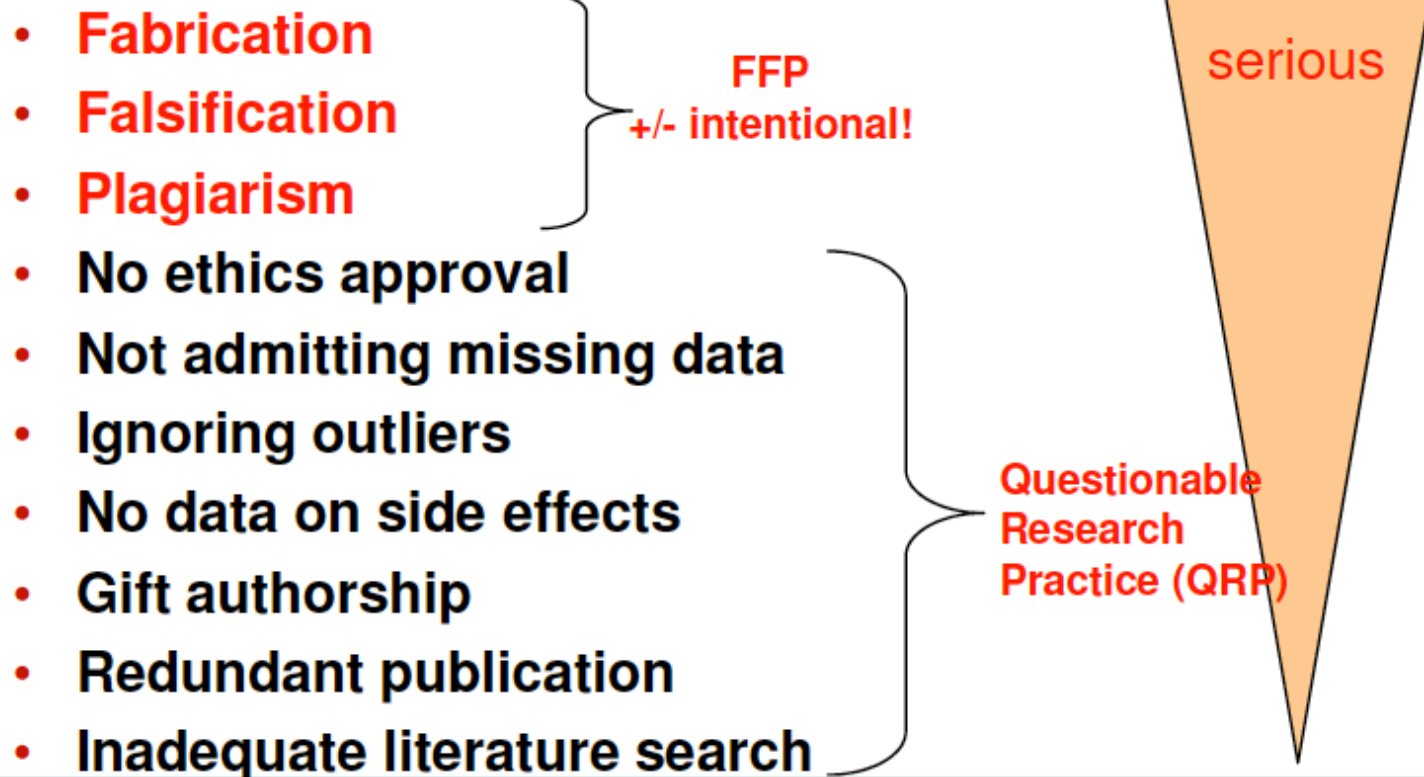 • Fabrication
• Falsification
• Plagiarism
FFP
+/- intentional!
serious
• No ethics approval
• Not admitting missing data
• Ignoring outliers
• No data on side effects
• Gift authorship
• Redundant publication
• Inadequate literature search
Questionable
Research
Practice (QRP)